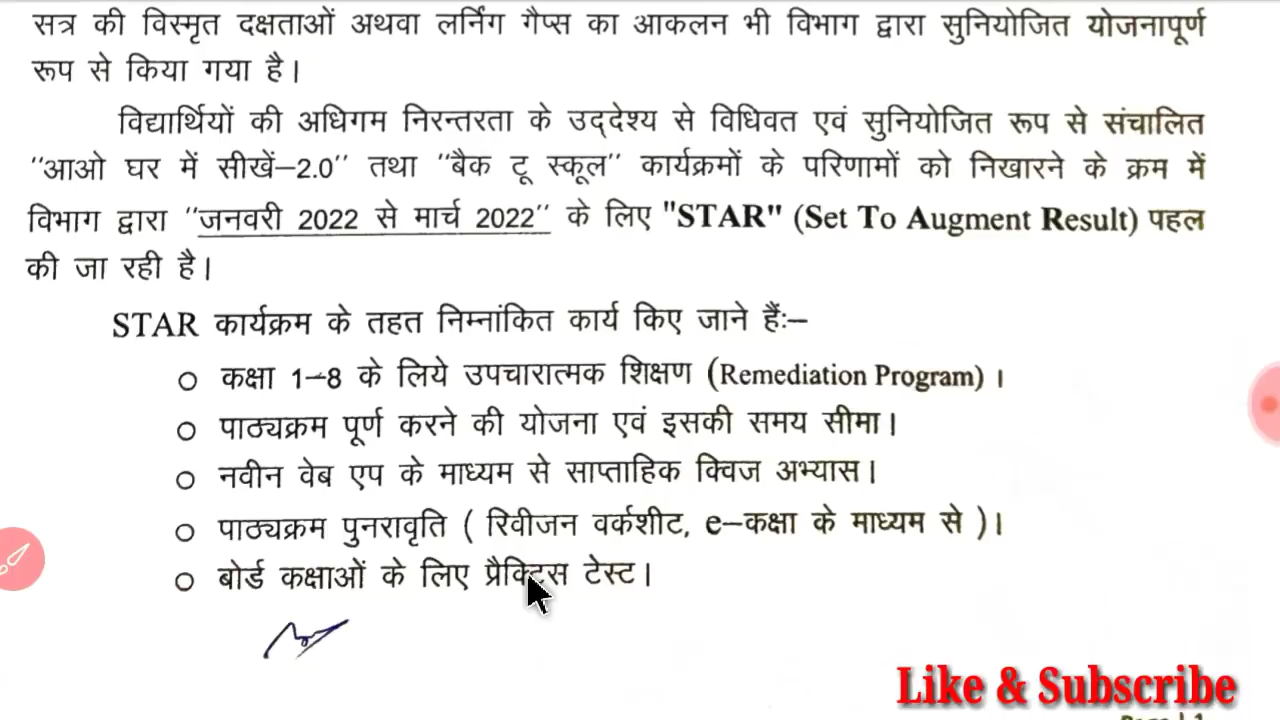 सत्र की विस्मृत दक्षताओं अथवा लर्निंग गैप्स का आकलन भी विभाग द्वारा सुनियोजित योजनापूर्ण
रूप से किया गया है।
विद्यार्थियों की अधिगम निरन्तरता के उद्देश्य से विधिवत एवं सुनियोजित रूप से संचालित
"आओ घर में सीखें–2.0" तथा "बैक टू स्कूल" कार्यक्रमों के परिणामों को निखारने के क्रम में
विभाग द्वारा "जनवरी 2022 से मार्च 2022" के लिए "STAR" (Set To Augment Result) पहल
की जा रही है।
STAR कार्यक्रम के तहत निम्नांकित कार्य किए जाने हैं:–
○ कक्षा 1–8 के लिये उपचारात्मक शिक्षण (Remediation Program) ।
○ पाठ्यक्रम पूर्ण करने की योजना एवं इसकी समय सीमा।
○ नवीन वेब एप के माध्यम से साप्ताहिक क्विज अभ्यास।
○ पाठ्यक्रम पुनरावृति ( रिवीजन वर्कशीट, e–कक्षा के माध्यम से )।
○ बोर्ड कक्षाओं के लिए प्रैक्टिस टेस्ट।
Like & Subscribe